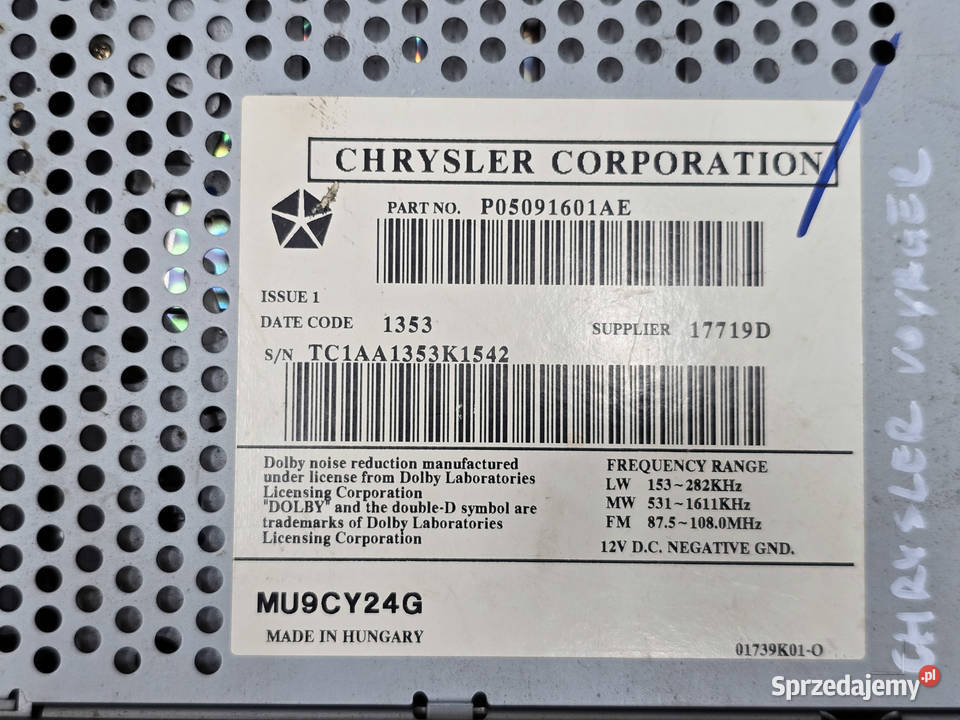 CHRYSLER CORPORATION
PART NO. P05091601AE
ISSUE 1
DATE CODE 1353
SUPPLIER 17719D
S/N TC1AA1353K1542
Dolby noise reduction manufactured
under license from Dolby Laboratories
Licensing Corporation
"DOLBY" and the double-D symbol are
trademarks of Dolby Laboratories
Licensing Corporation
FREQUENCY RANGE
LW 153~282KHz
MW 531~1611KHz
FM 87.5~108.0MHz
12V D.C. NEGATIVE GND.
MU9CY24G
MADE IN HUNGARY
01739K01-O
CHRYSLER VOYAGER
Sprzedajemy.pl